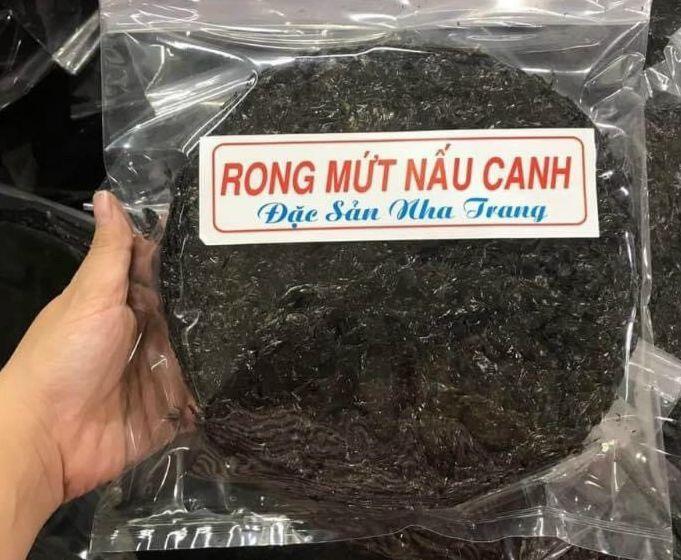 RONG MỨT NẤU CANH
Đặc Sản Nha Trang